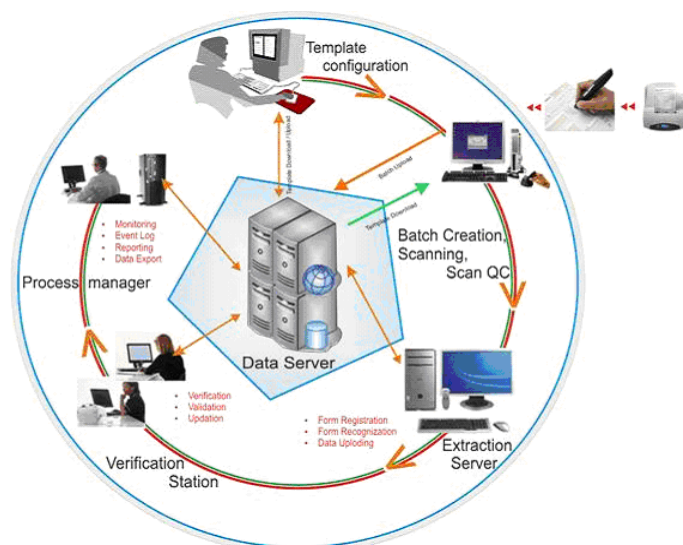 Template
configuration
Template Download / Upload
Batch Upload
Template Download
Monitoring
Event Log
Reporting
Data Export
Batch Creation,
Scanning,
Scan QC
Process manager
Data Server
Verification
Validation
Updation
Form Registration
Form Recognization
Data Uploding
Extraction
Server
Verification
Station